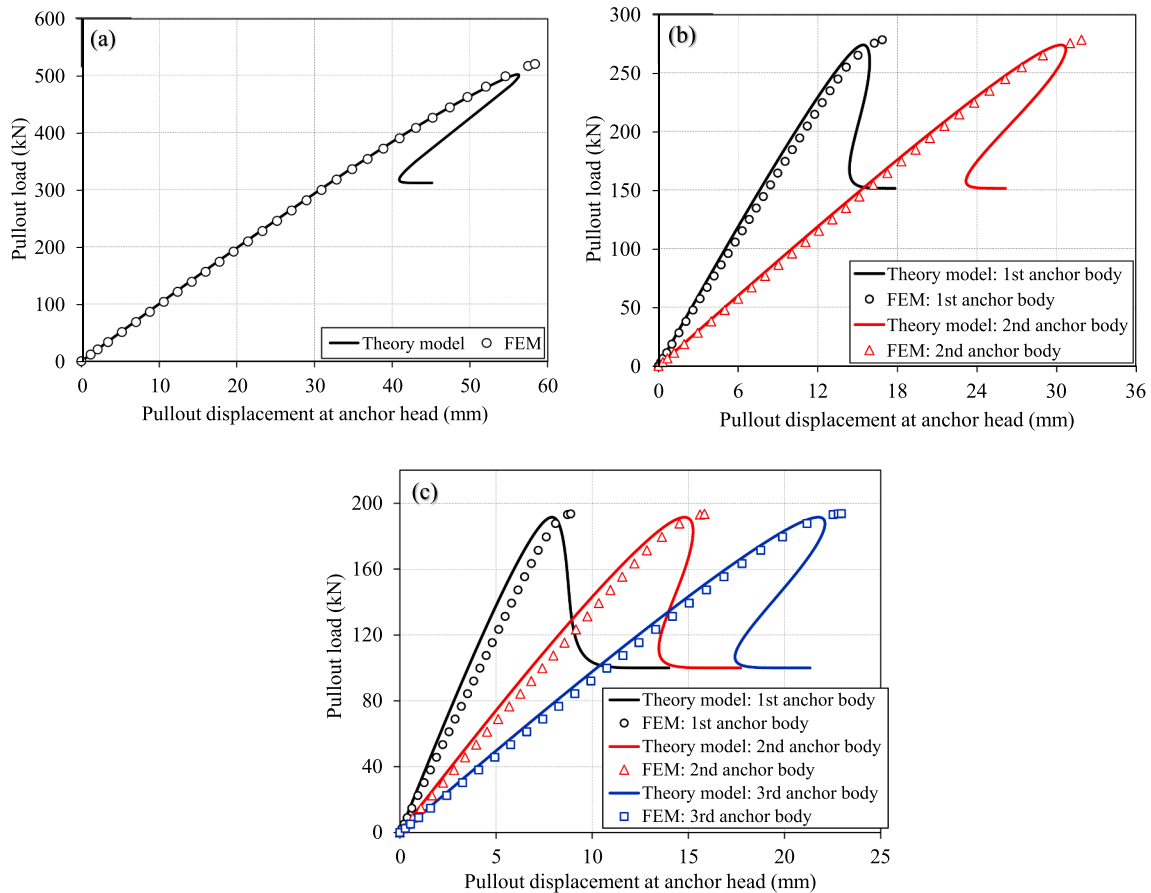 (a)
600
500
400
300
200
100
0
Pullout load (kN)
Theory model FEM
0 10 20 30 40 50 60
Pullout displacement at anchor head (mm)
(b)
300
250
200
150
100
50
0
Pullout load (kN)
Theory model: 1st anchor body
FEM: 1st anchor body
Theory model: 2nd anchor body
FEM: 2nd anchor body
0 6 12 18 24 30 36
Pullout displacement at anchor head (mm)
(c)
200
160
120
80
40
0
Pullout load (kN)
Theory model: 1st anchor body
FEM: 1st anchor body
Theory model: 2nd anchor body
FEM: 2nd anchor body
Theory model: 3rd anchor body
FEM: 3rd anchor body
0 5 10 15 20 25
Pullout displacement at anchor head (mm)